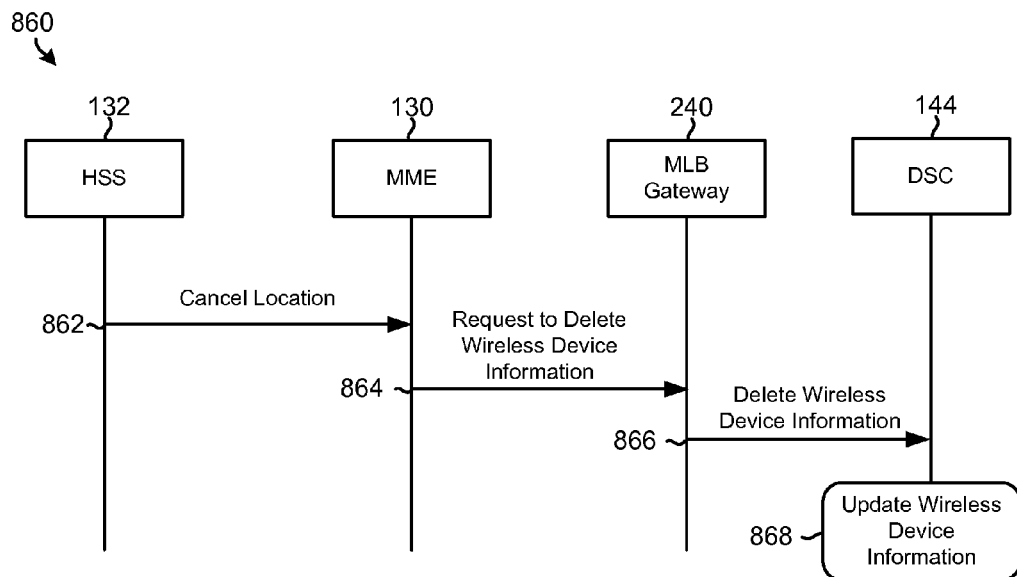 860
132
130
240
144
HSS
MME
MLB
Gateway
DSC
Cancel Location
862
Request to Delete
Wireless Device
Information
864
Delete Wireless
Device Information
866
Update Wireless
Device
Information
868